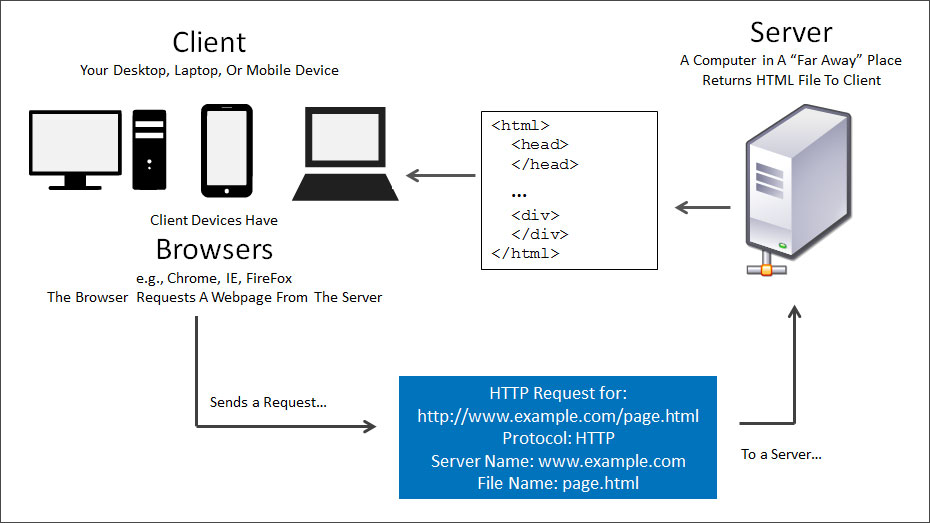 Client
Your Desktop, Laptop, Or Mobile Device
Server
A Computer in A “Far Away” Place
Returns HTML File To Client
<html>
<head>
</head>
...
<div>
</div>
</html>
Client Devices Have
Browsers
e.g., Chrome, IE, FireFox
The Browser Requests A Webpage From The Server
Sends a Request...
HTTP Request for:
http://www.example.com/page.html
Protocol: HTTP
Server Name: www.example.com
File Name: page.html
To a Server...